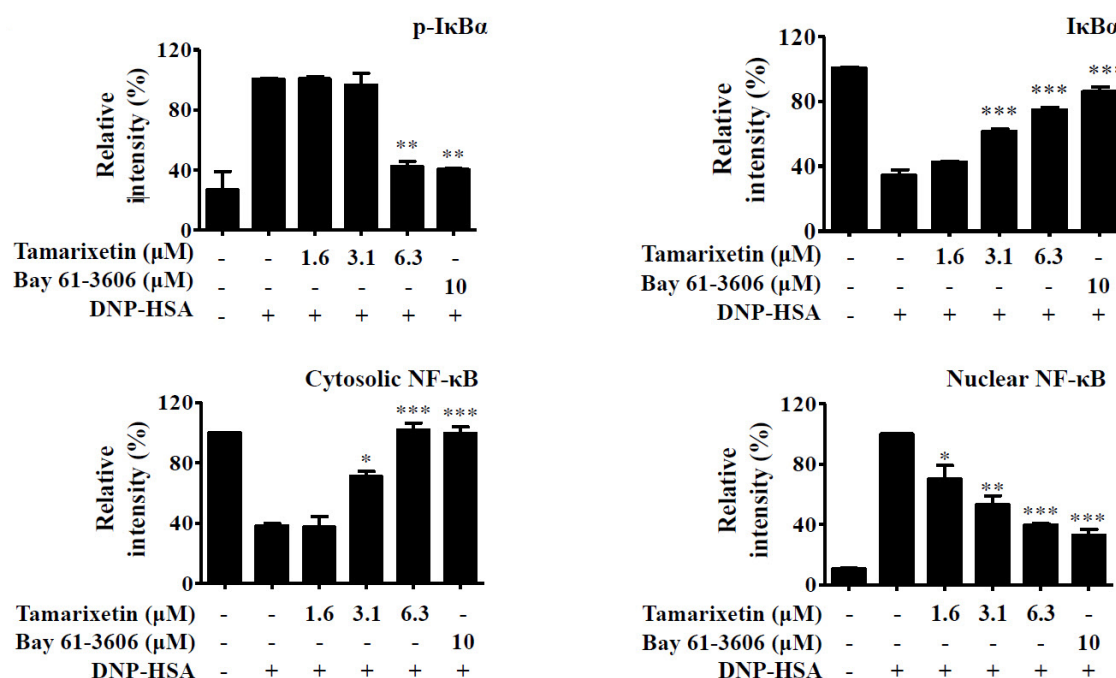 p-IκBα
120
80
40
0
Relative
intensity (%)
**
**
Tamarixetin (μM) - - 1.6 3.1 6.3 -
Bay 61-3606 (μM) - - - - - 10
DNP-HSA - + + + + +
IκBα
120
80
40
0
Relative
intensity (%)
***
***
***
Tamarixetin (μM) - - 1.6 3.1 6.3 -
Bay 61-3606 (μM) - - - - - 10
DNP-HSA - + + + + +
Cytosolic NF-κB
120
80
40
0
Relative
intensity (%)
*
***
***
Tamarixetin (μM) - - 1.6 3.1 6.3 -
Bay 61-3606 (μM) - - - - - 10
DNP-HSA - + + + + +
Nuclear NF-κB
120
80
40
0
Relative
intensity (%)
*
**
***
***
Tamarixetin (μM) - - 1.6 3.1 6.3 -
Bay 61-3606 (μM) - - - - - 10
DNP-HSA - + + + + +